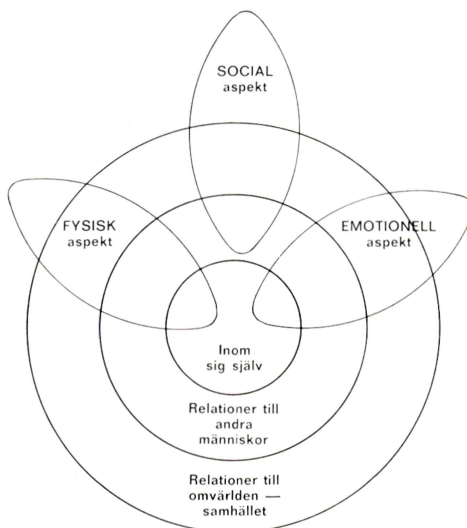 SOCIAL
aspekt
FYSISK
aspekt
EMOTIONELL
aspekt
Inom
sig själv
Relationer till
andra
människor
Relationer till
omvärlden —
samhället